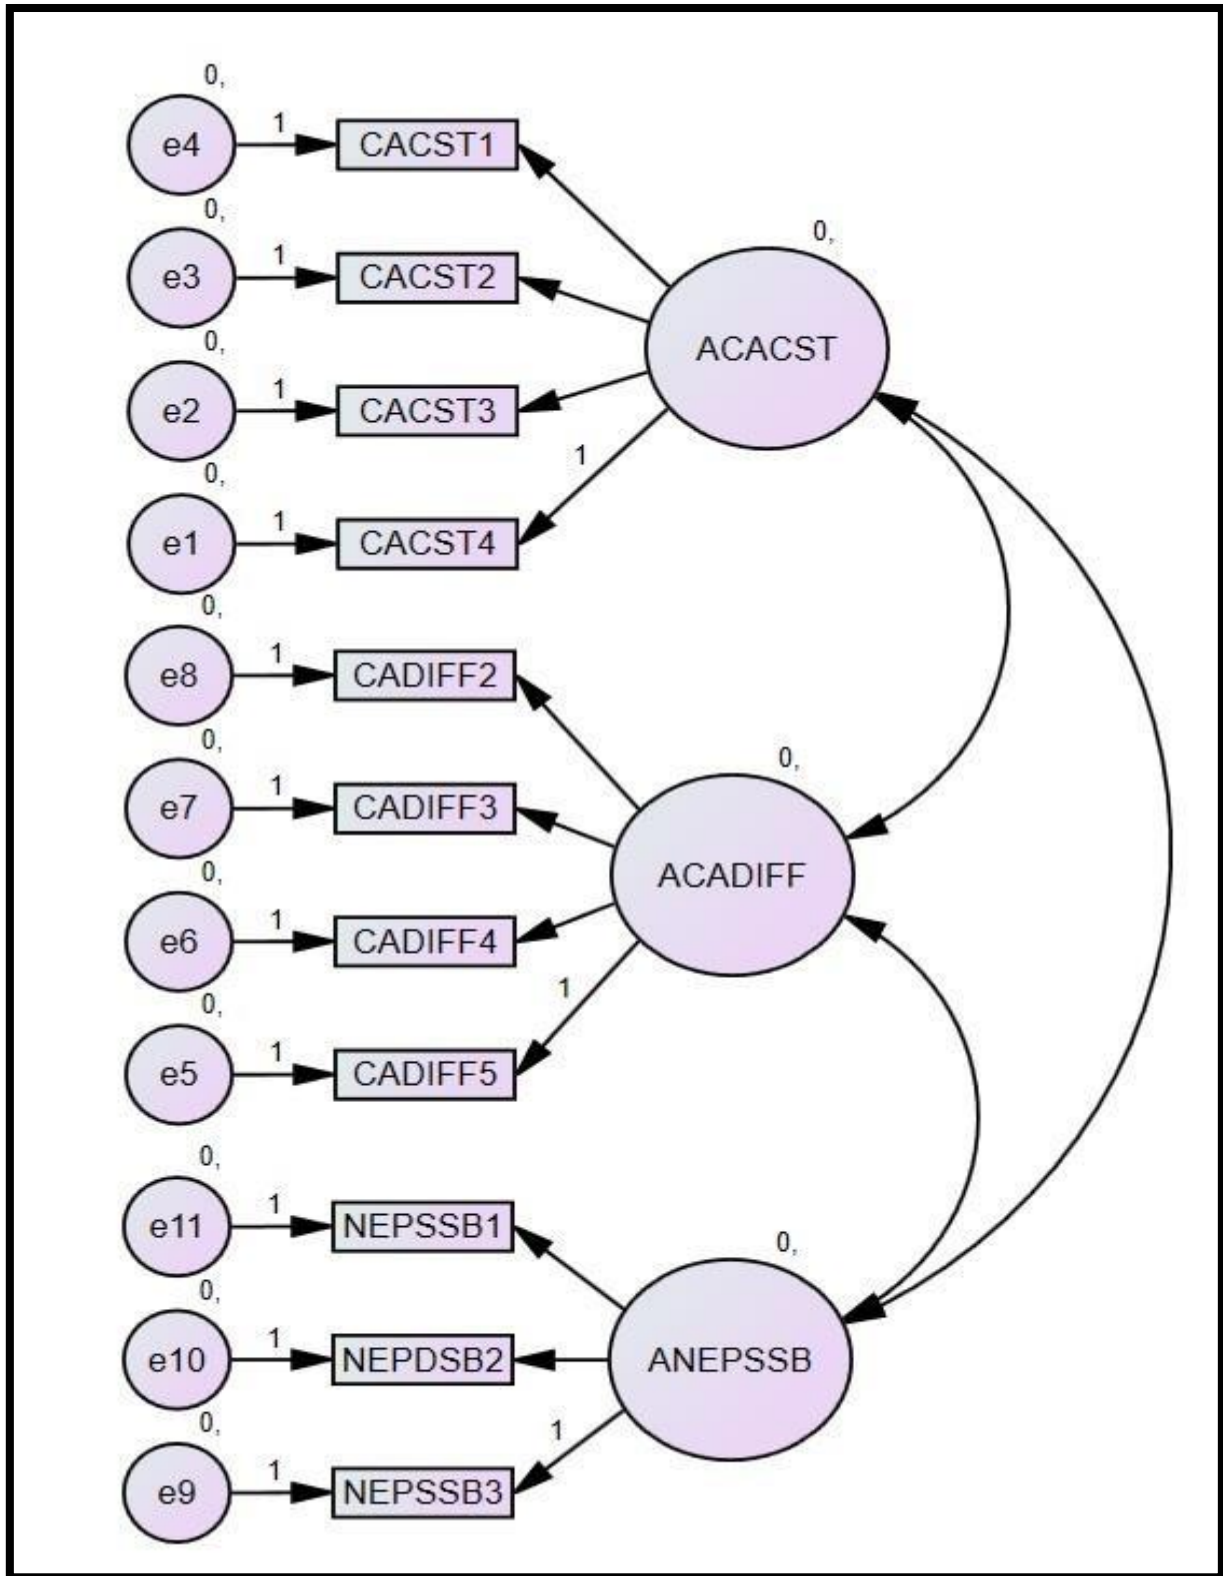 0,
e4 1 CACST1
0,
e3 1 CACST2
0,
ACACST
0,
e2 1 CACST3
1
0,
e1 1 CACST4
0,
e8 1 CADIFF2
0,
e7 1 CADIFF3
0,
ACADIFF
0,
e6 1 CADIFF4
1
0,
e5 1 CADIFF5
0,
e11 1 NEPSSB1
0,
0,
e10 1 NEPDSB2
ANEPSSB
0,
1
e9 1 NEPSSB3